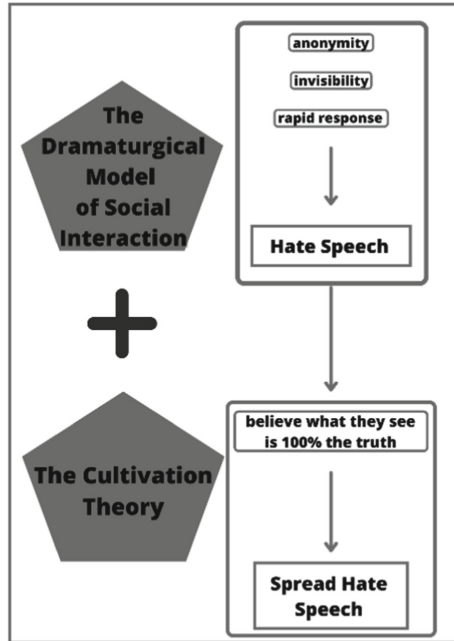 The
Dramaturgical
Model
of Social
Interaction
anonymity
invisibility
rapid response
Hate Speech
The Cultivation
Theory
believe what they see
is 100% the truth
Spread Hate
Speech